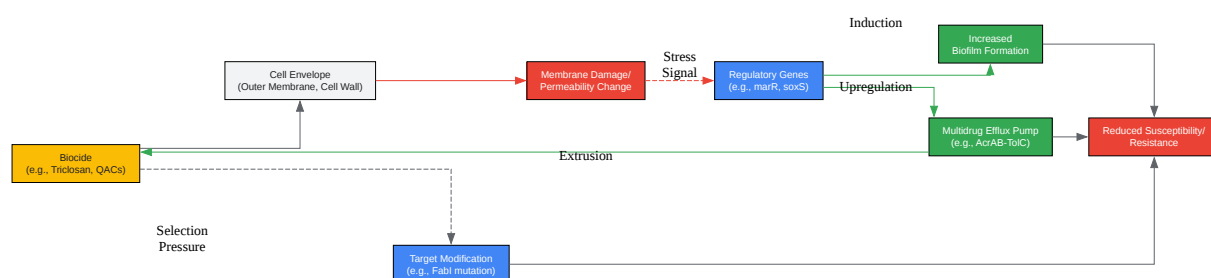 Induction
Increased
Biofilm Formation
Stress
Signal
Cell Envelope
(Outer Membrane, Cell Wall)
Membrane Damage/
Permeability Change
Regulatory Genes
(e.g., marR, soxS)
Upregulation
Multidrug Efflux Pump
(e.g., AcrAB-TolC)
Reduced Susceptibility/
Resistance
Biocide
(e.g., Triclosan, QACs)
Extrusion
Selection
Pressure
Target Modification
(e.g., FabI mutation)